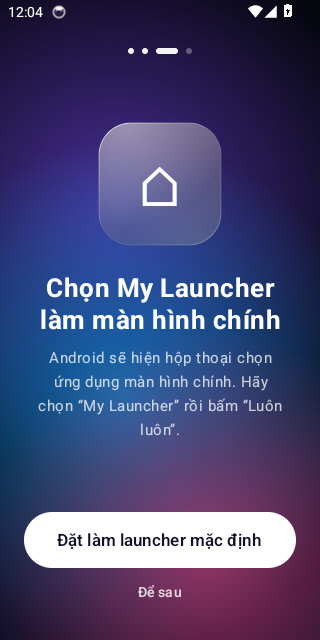 12:04
Chọn My Launcher
làm màn hình chính
Android sẽ hiện hộp thoại chọn
ứng dụng màn hình chính. Hãy
chọn “My Launcher” rồi bấm “Luôn
luôn”.
Đặt làm launcher mặc định
Để sau